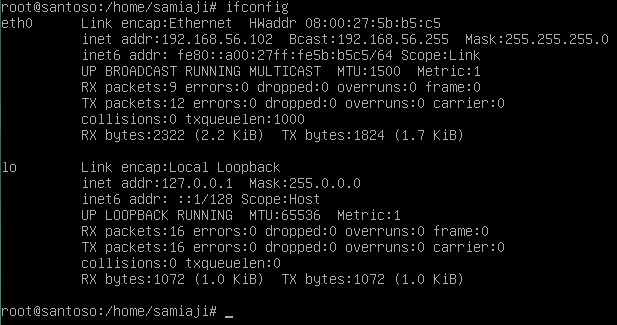 root@santoso:/home/samiaji# ifconfig
eth0      Link encap:Ethernet  HWaddr 08:00:27:5b:b5:c5
          inet addr:192.168.56.102  Bcast:192.168.56.255  Mask:255.255.255.0
          inet6 addr: fe80::a00:27ff:fe5b:b5c5/64 Scope:Link
          UP BROADCAST RUNNING MULTICAST  MTU:1500  Metric:1
          RX packets:9 errors:0 dropped:0 overruns:0 frame:0
          TX packets:12 errors:0 dropped:0 overruns:0 carrier:0
          collisions:0 txqueuelen:1000
          RX bytes:2322 (2.2 KiB)  TX bytes:1824 (1.7 KiB)

lo        Link encap:Local Loopback
          inet addr:127.0.0.1  Mask:255.0.0.0
          inet6 addr: ::1/128 Scope:Host
          UP LOOPBACK RUNNING  MTU:65536  Metric:1
          RX packets:16 errors:0 dropped:0 overruns:0 frame:0
          TX packets:16 errors:0 dropped:0 overruns:0 carrier:0
          collisions:0 txqueuelen:0
          RX bytes:1072 (1.0 KiB)  TX bytes:1072 (1.0 KiB)

root@santoso:/home/samiaji# _